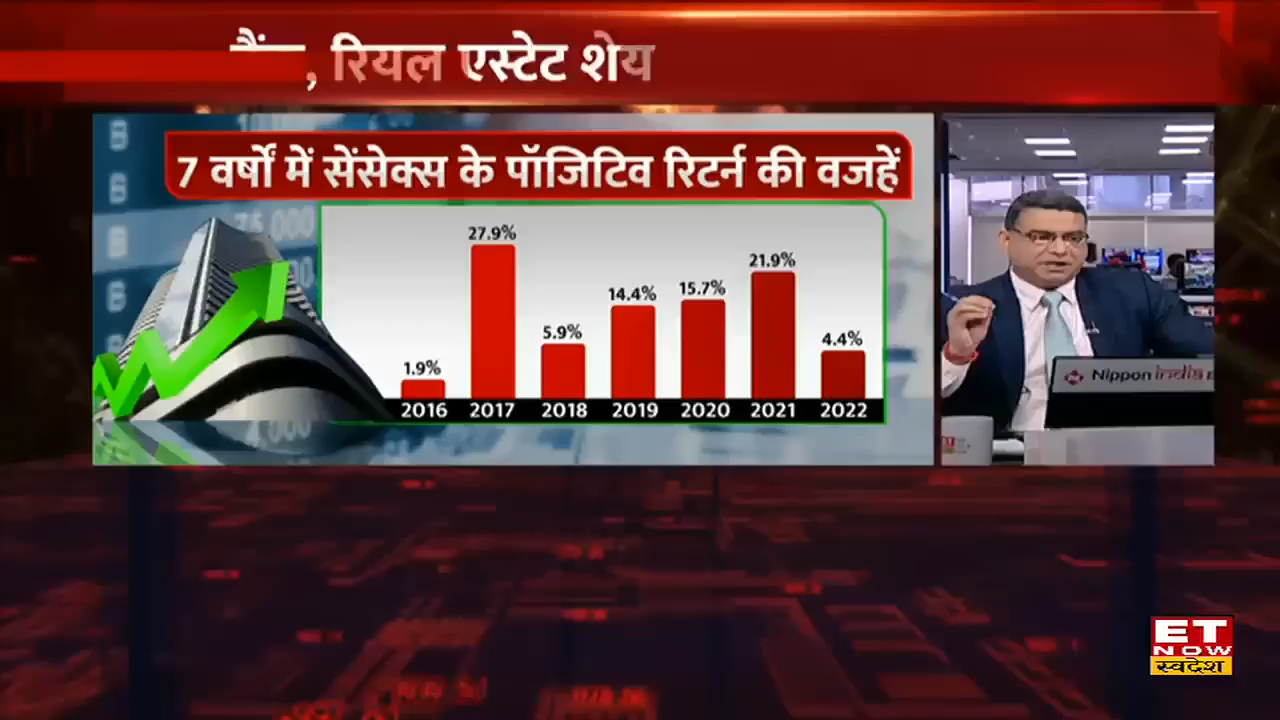 , रियल एस्टेट शेय
7 वर्षों में सेंसेक्स के पॉजिटिव रिटर्न की वजहें
27.9%
21.9%
15.7%
14.4%
5.9%
4.4%
1.9%
2016 2017 2018 2019 2020 2021 2022
Nippon india
ET
NOW
स्वदेश